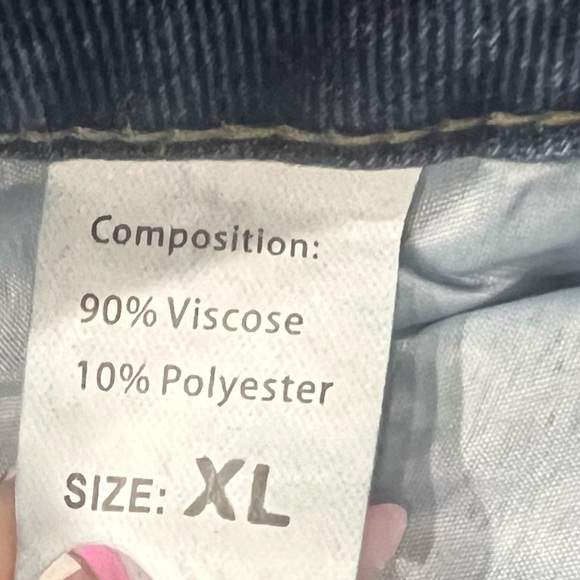 Composition:
90% Viscose
10% Polyester
SIZE: XL